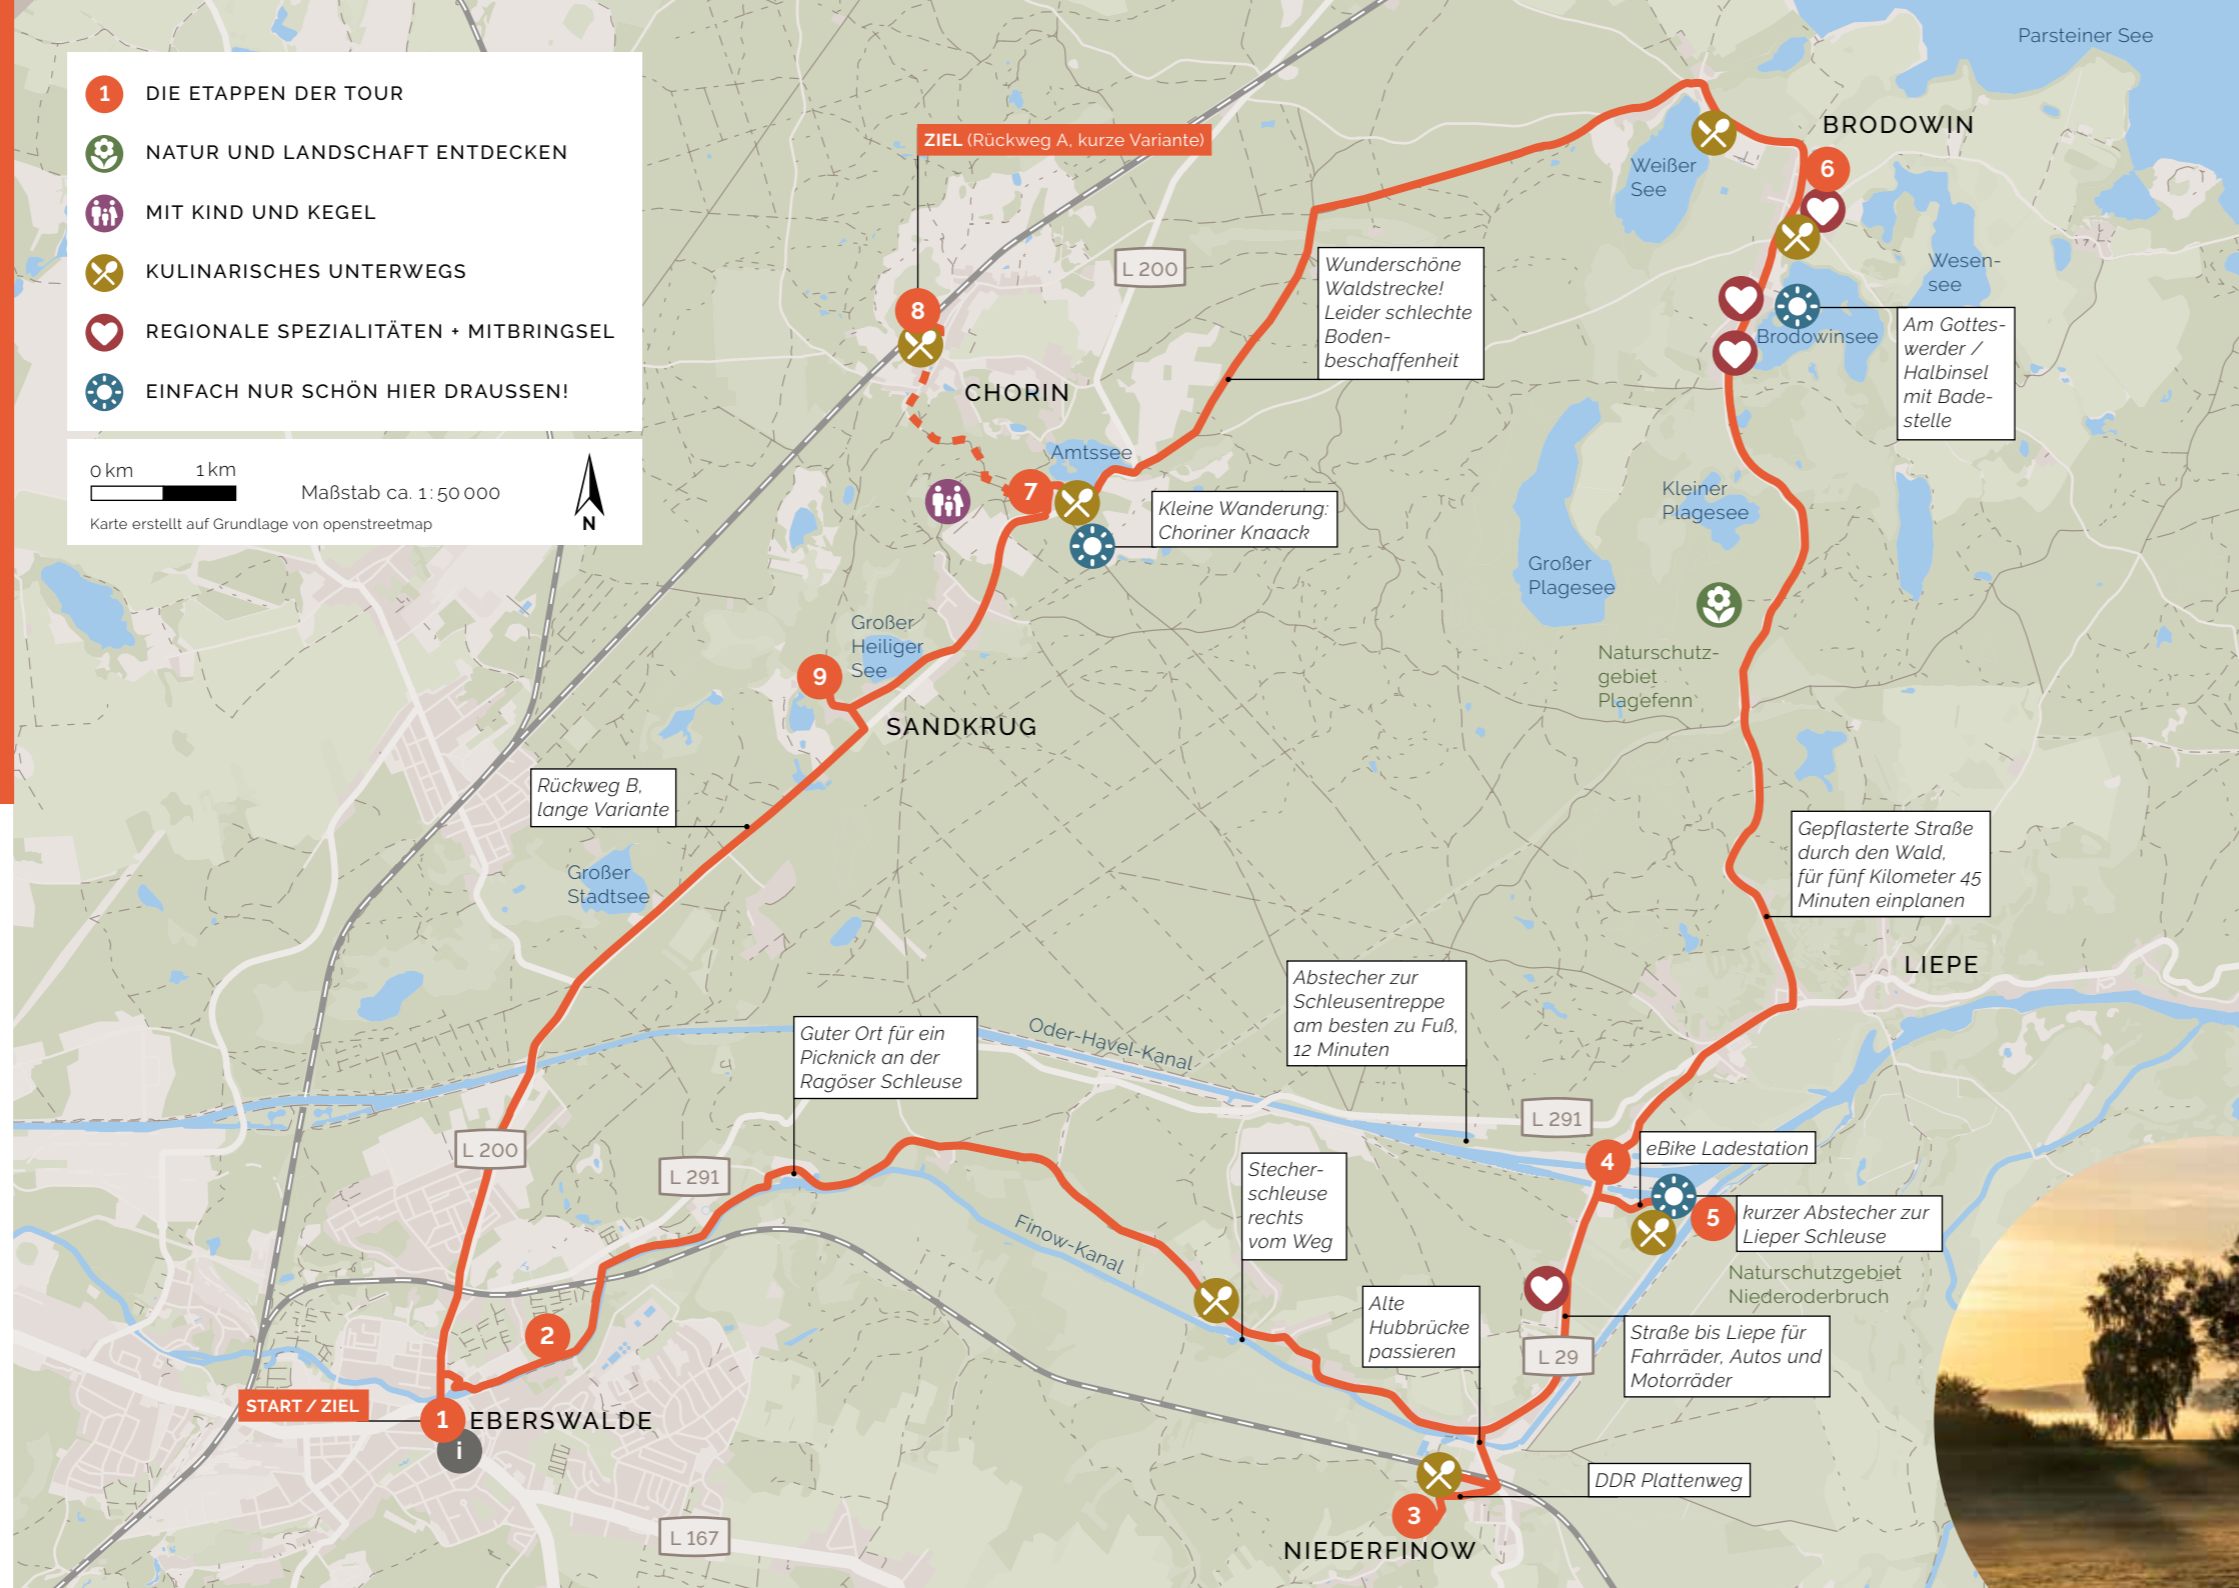 1 DIE ETAPPEN DER TOUR
NATUR UND LANDSCHAFT ENTDECKEN
MIT KIND UND KEGEL
KULINARISCHES UNTERWEGS
REGIONALE SPEZIALITÄTEN + MITBRINGSEL
EINFACH NUR SCHÖN HIER DRAUSSEN!
0 km 1 km
Maßstab ca. 1 : 50 000
N
Karte erstellt auf Grundlage von openstreetmap
Parsteiner See
ZIEL (Rückweg A, kurze Variante)
BRODOWIN
6
Weißer
See
L 200
Wunderschöne
Waldstrecke!
Leider schlechte
Boden-
beschaffenheit
Wesen-
see
8
Brodowinsee
Am Gottes-
werder /
Halbinsel
mit Bade-
stelle
CHORIN
Amtssee
7
Kleine Wanderung:
Choriner Knaack
Kleiner
Plagesee
Großer
Plagesee
Großer
Heiliger
See
9
SANDKRUG
Naturschutz-
gebiet
Plagefenn
Rückweg B,
lange Variante
Großer
Stadtsee
Gepflasterte Straße
durch den Wald,
für fünf Kilometer 45
Minuten einplanen
LIEPE
Abstecher zur
Schleusentreppe
am besten zu Fuß,
12 Minuten
Guter Ort für ein
Picknick an der
Ragöser Schleuse
Oder-Havel-Kanal
L 291
L 200
L 291
4
eBike Ladestation
5
kurzer Abstecher zur
Lieper Schleuse
Stecher-
schleuse
rechts
vom Weg
Finow-Kanal
Naturschutzgebiet
Niederoderbruch
Alte
Hubbrücke
passieren
L 29
Straße bis Liepe für
Fahrräder, Autos und
Motorräder
2
START / ZIEL
1
EBERSWALDE
i
DDR Plattenweg
3
L 167
NIEDERFINOW